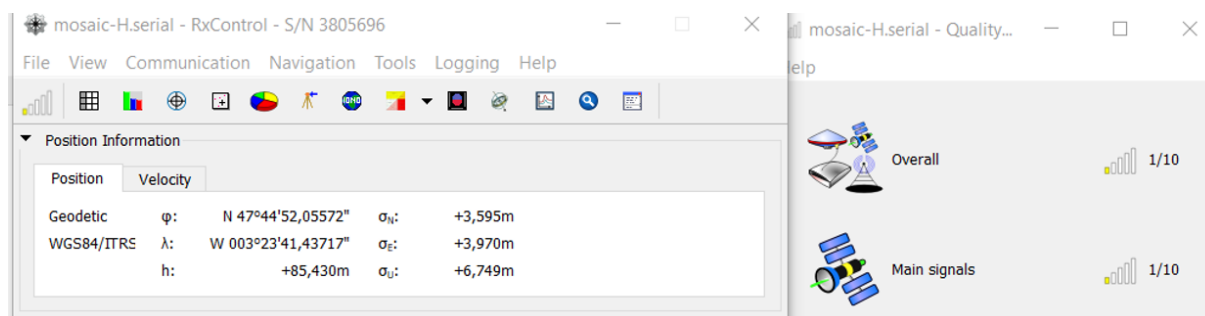 mosaic-H.serial - RxControl - S/N 3805696
File View Communication Navigation Tools Logging Help
Position Information
Position Velocity
Geodetic φ: N 47°44'52,05572" σN: +3,595m
WGS84/ITRS λ: W 003°23'41,43717" σE: +3,970m
h: +85,430m σU: +6,749m
mosaic-H.serial - Quality...
Overall 1/10
Main signals 1/10